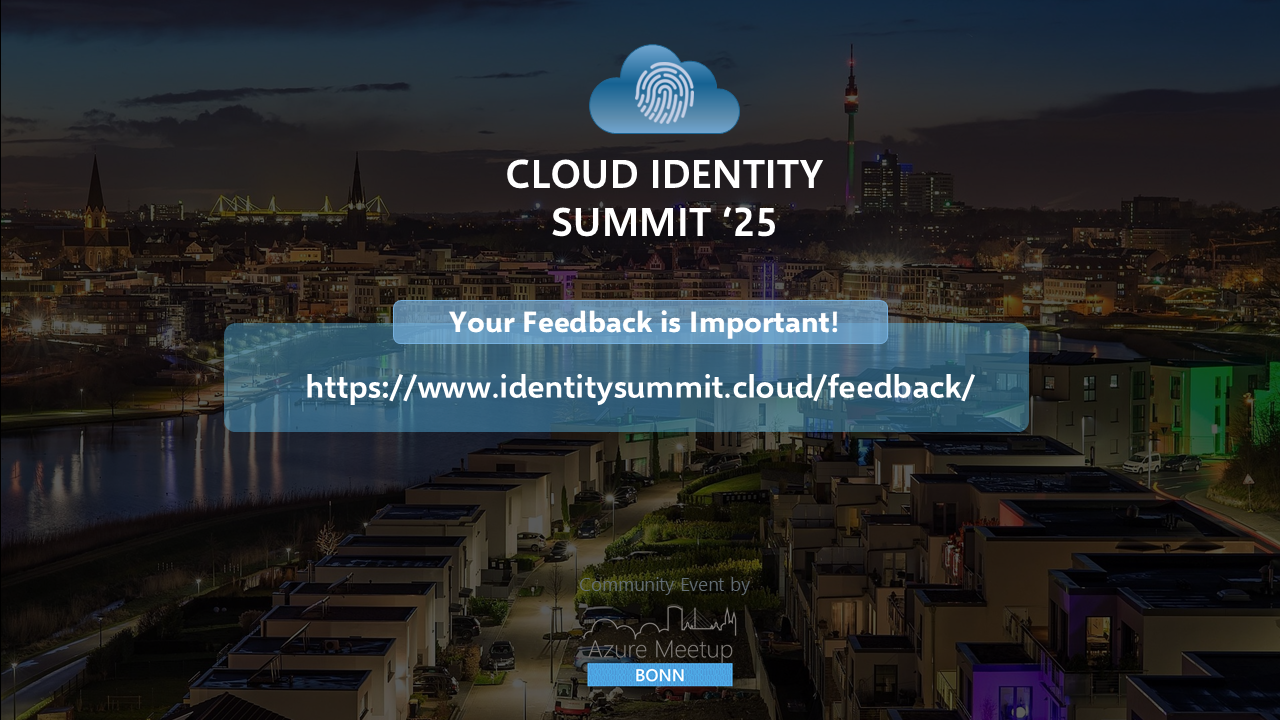 CLOUD IDENTITY
SUMMIT ‘25
Your Feedback is Important!
https://www.identitysummit.cloud/feedback/
Community Event by
Azure Meetup
BONN